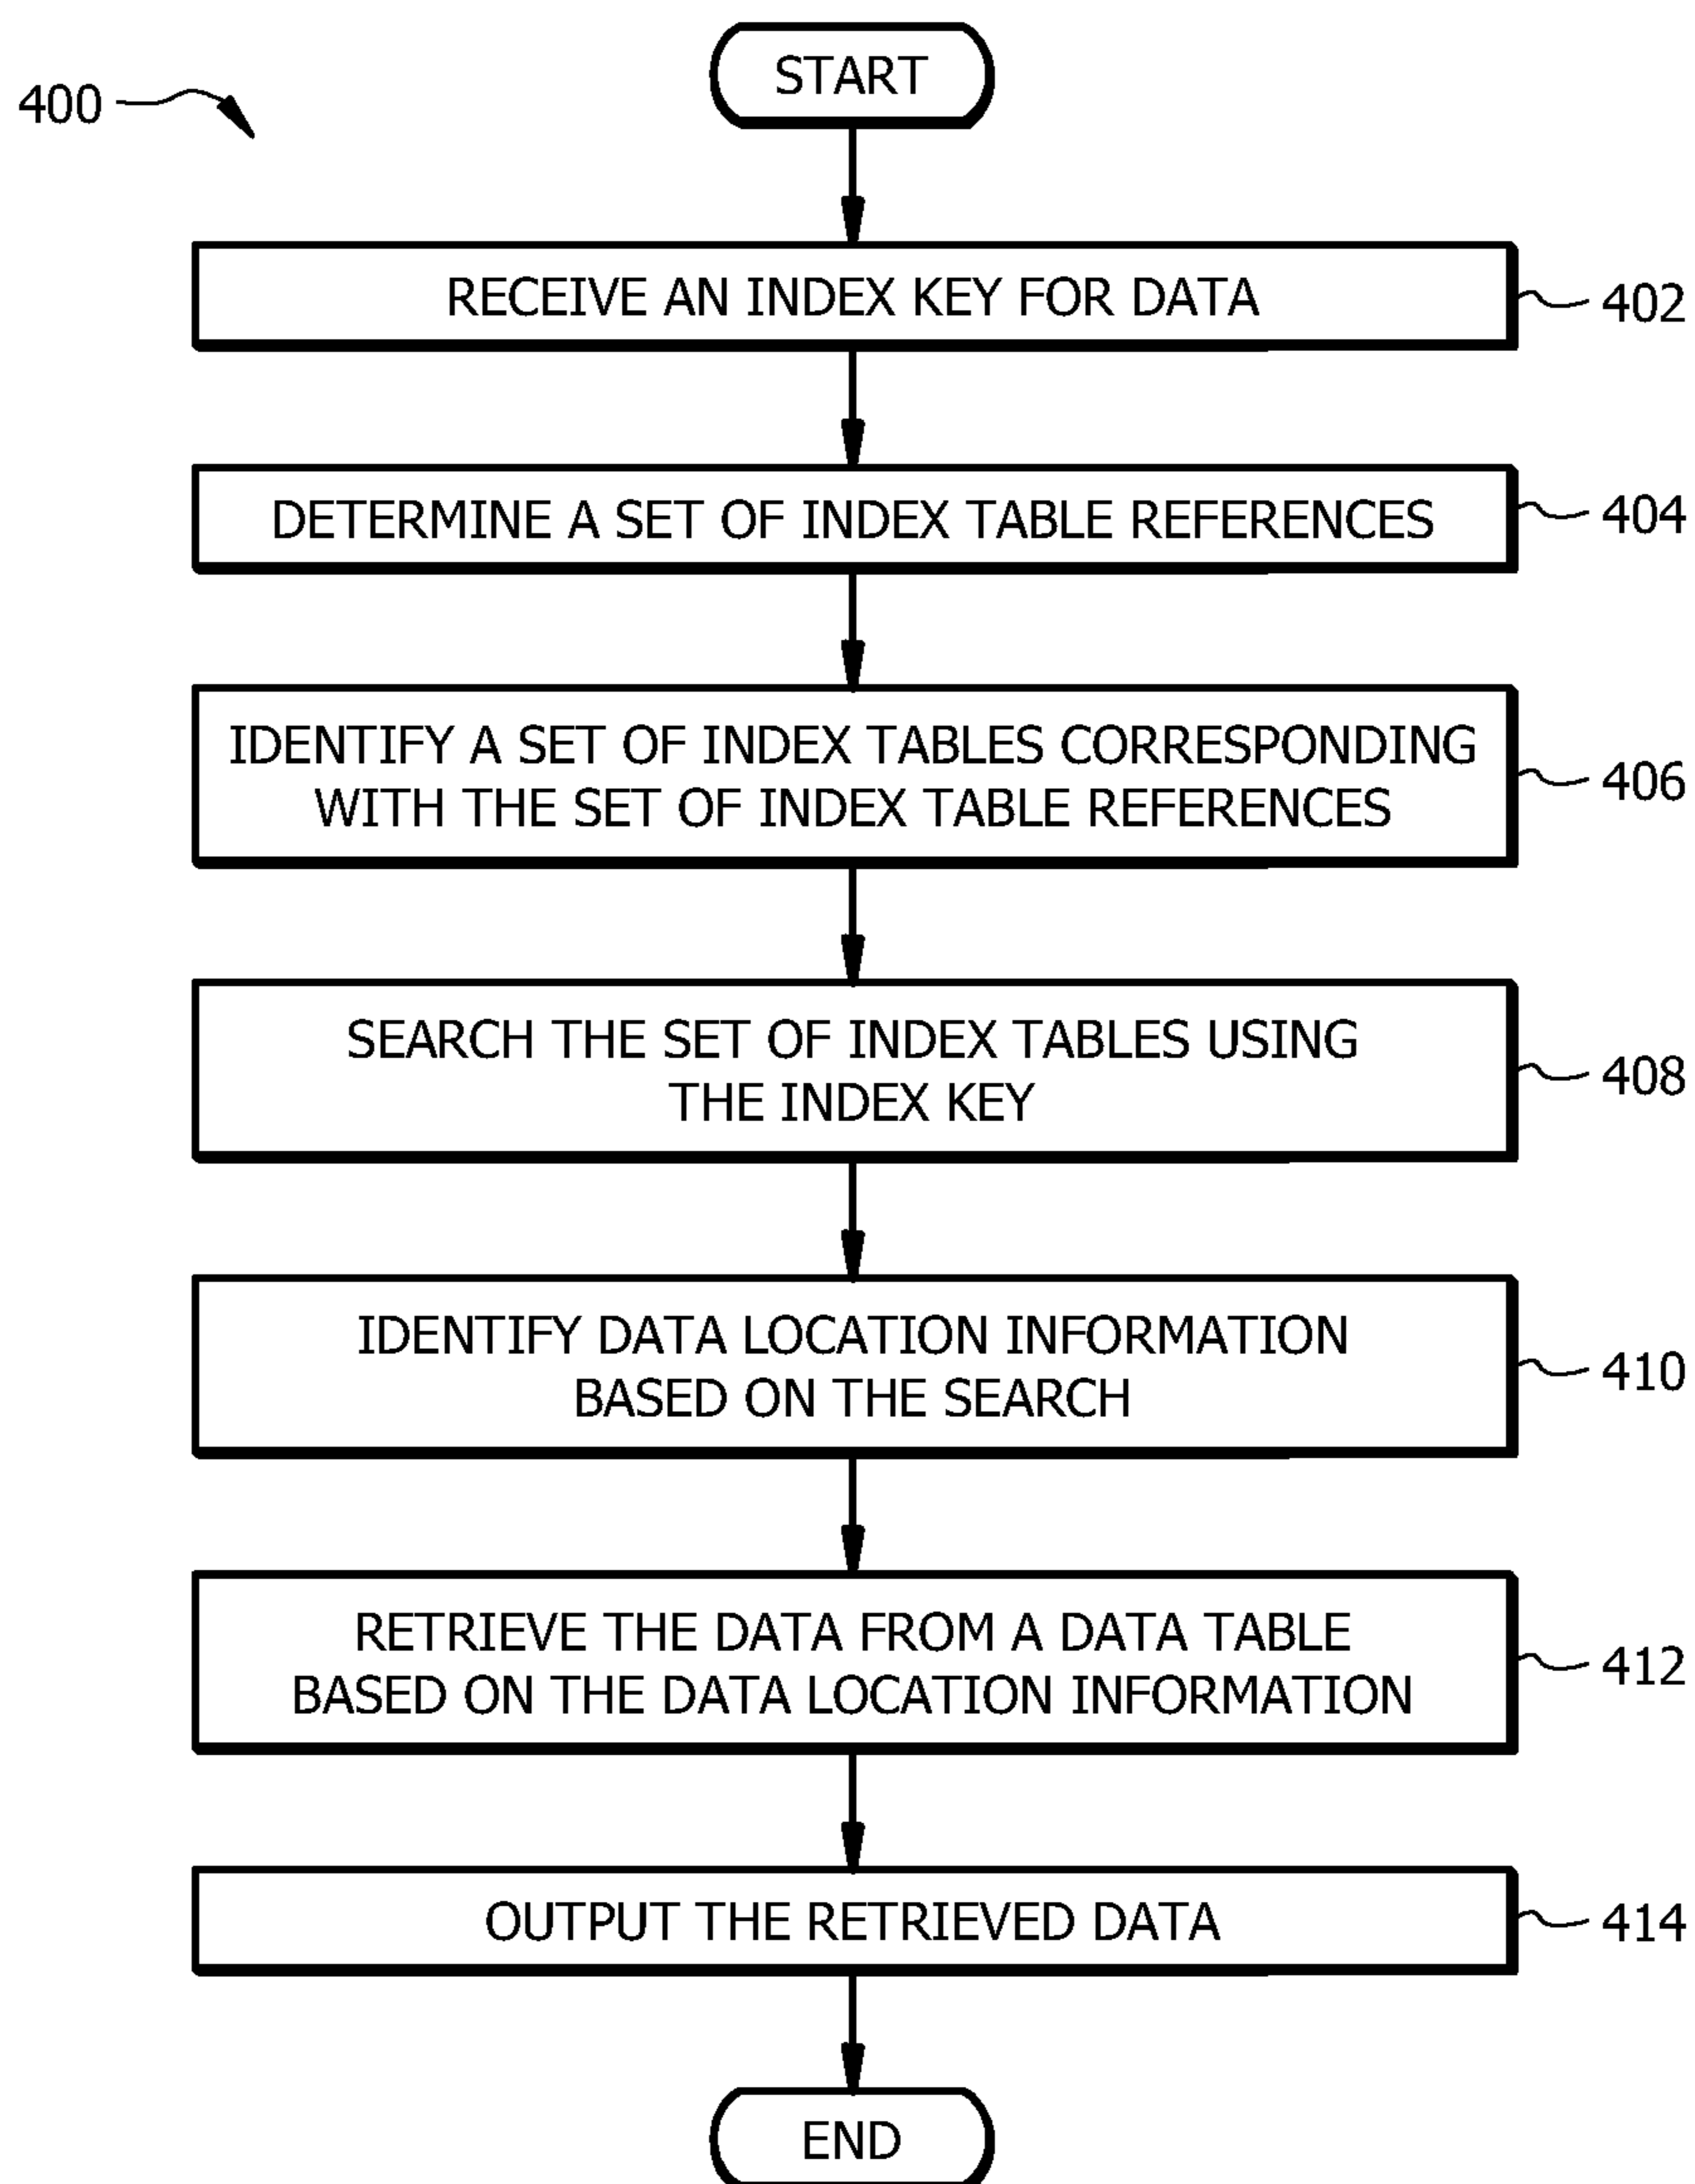 START
400
RECEIVE AN INDEX KEY FOR DATA
402
DETERMINE A SET OF INDEX TABLE REFERENCES
404
IDENTIFY A SET OF INDEX TABLES CORRESPONDING
WITH THE SET OF INDEX TABLE REFERENCES
406
SEARCH THE SET OF INDEX TABLES USING
THE INDEX KEY
408
IDENTIFY DATA LOCATION INFORMATION
BASED ON THE SEARCH
410
RETRIEVE THE DATA FROM A DATA TABLE
BASED ON THE DATA LOCATION INFORMATION
412
OUTPUT THE RETRIEVED DATA
414
END